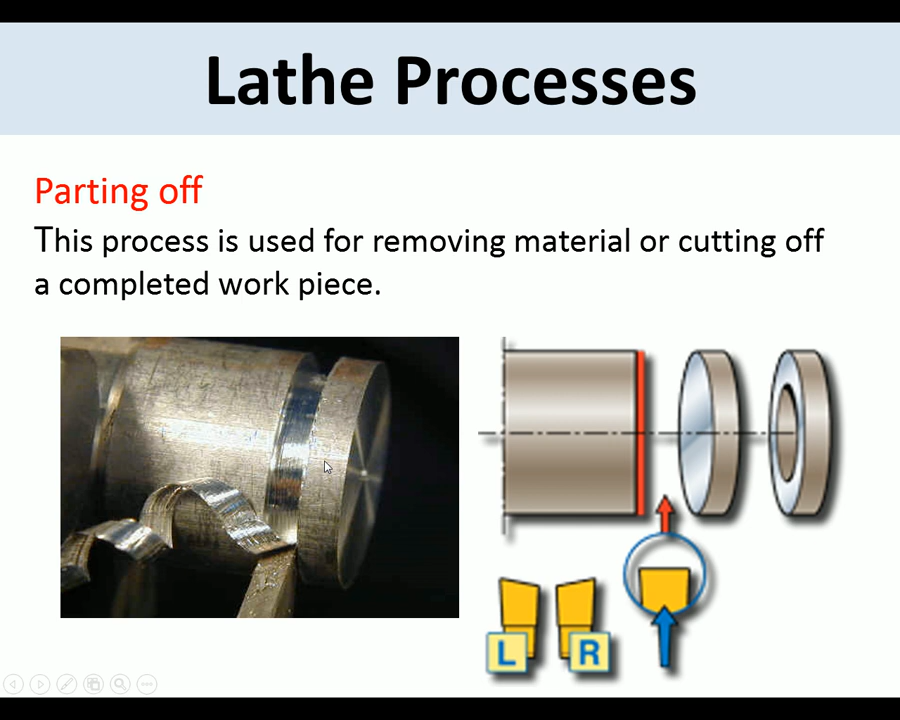 Lathe Processes
Parting off
This process is used for removing material or cutting off
a completed work piece.
L R